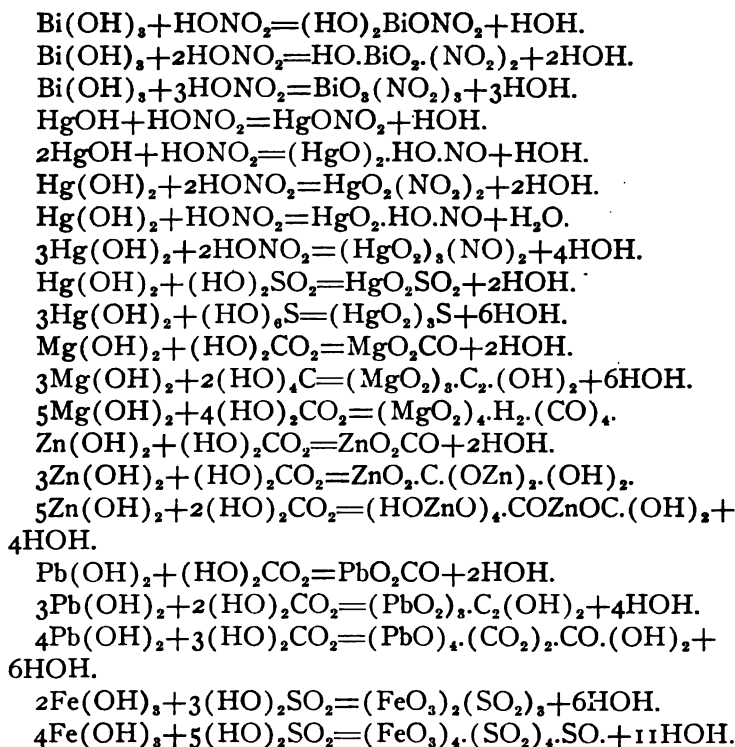 Bi(OH)₃+HONO₂=(HO)₂BiONO₂+HOH.
Bi(OH)₃+2HONO₂=HO.BiO₂.(NO₂)₂+2HOH.
Bi(OH)₃+3HONO₂=BiO₃(NO₂)₃+3HOH.
HgOH+HONO₂=HgONO₂+HOH.
2HgOH+HONO₂=(HgO)₂.HO.NO+HOH.
Hg(OH)₂+2HONO₂=HgO₂(NO₂)₂+2HOH.
Hg(OH)₂+HONO₂=HgO₂.HO.NO+H₂O.
3Hg(OH)₂+2HONO₂=(HgO₂)₃(NO)₂+4HOH.
Hg(OH)₂+(HO)₂SO₂=HgO₂SO₂+2HOH.
3Hg(OH)₂+(HO)₆S=(HgO₂)₃S+6HOH.
Mg(OH)₂+(HO)₂CO₂=MgO₂CO+2HOH.
3Mg(OH)₂+2(HO)₄C=(MgO₂)₃.C₂.(OH)₂+6HOH.
5Mg(OH)₂+4(HO)₂CO₂=(MgO₂)₄.H₂.(CO)₄.
Zn(OH)₂+(HO)₂CO₂=ZnO₂CO+2HOH.
3Zn(OH)₂+(HO)₂CO₂=ZnO₂.C.(OZn)₂.(OH)₂.
5Zn(OH)₂+2(HO)₂CO₂=(HOZnO)₄.COZnOC.(OH)₂+
4HOH.
Pb(OH)₂+(HO)₂CO₂=PbO₂CO+2HOH.
3Pb(OH)₂+2(HO)₂CO₂=(PbO₂)₃.C₂(OH)₂+4HOH.
4Pb(OH)₂+3(HO)₂CO₂=(PbO)₄.(CO₂)₂.CO.(OH)₂+
6HOH.
2Fe(OH)₃+3(HO)₂SO₂=(FeO₃)₂(SO₂)₃+6HOH.
4Fe(OH)₃+5(HO)₂SO₂=(FeO₃)₄.(SO₂)₄.SO.+11HOH.